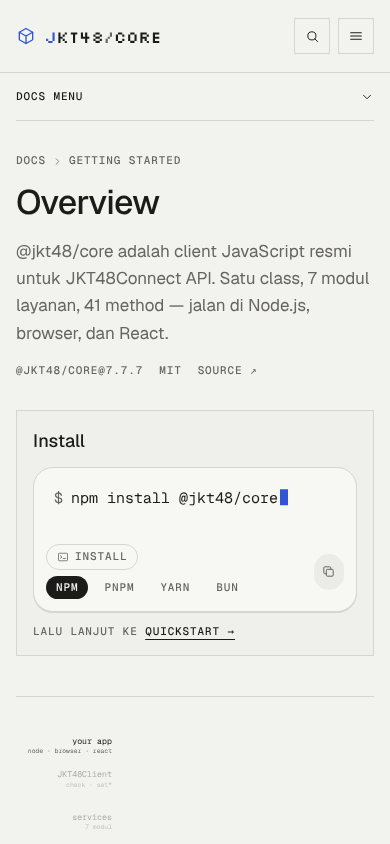 JKT48/CORE
DOCS MENU
DOCS > GETTING STARTED
Overview
@jkt48/core adalah client JavaScript resmi
untuk JKT48Connect API. Satu class, 7 modul
layanan, 41 method — jalan di Node.js,
browser, dan React.
@JKT48/CORE@7.7.7 MIT SOURCE ↗
Install
$ npm install @jkt48/core
INSTALL
NPM PNPM YARN BUN
LALU LANJUT KE QUICKSTART →
your app
node · browser · react
JKT48Client
check · get*
services
7 modul